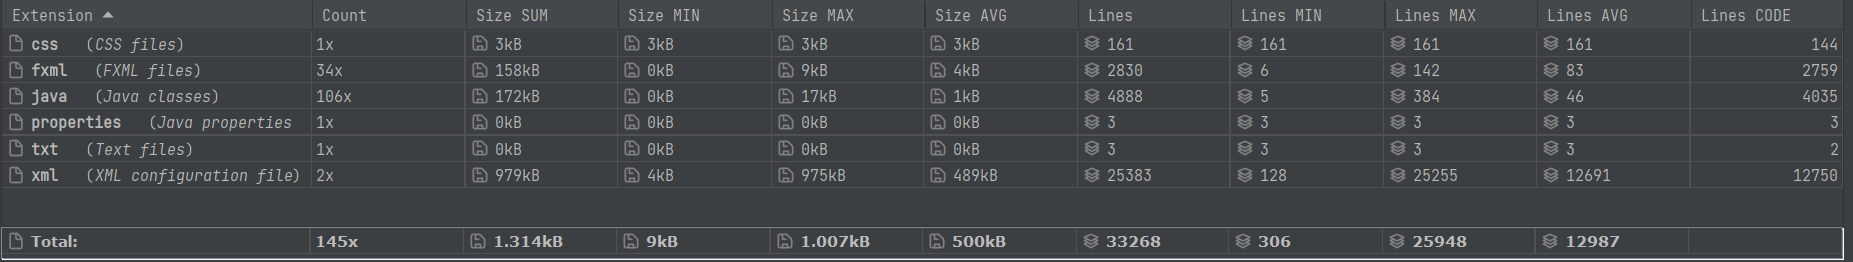 Extension Count Size SUM Size MIN Size MAX Size AVG Lines Lines MIN Lines MAX Lines AVG Lines CODE
css (CSS files) 1x 3kB 3kB 3kB 3kB 161 161 161 161 144
fxml (FXML files) 34x 158kB 0kB 9kB 4kB 2830 6 142 83 2759
java (Java classes) 106x 172kB 0kB 17kB 1kB 4888 5 384 46 4035
properties (Java properties 1x 0kB 0kB 0kB 0kB 3 3 3 3 3
txt (Text files) 1x 0kB 0kB 0kB 0kB 3 3 3 3 2
xml (XML configuration file) 2x 979kB 4kB 975kB 489kB 25383 128 25255 12691 12750
Total: 145x 1.314kB 9kB 1.007kB 500kB 33268 306 25948 12987